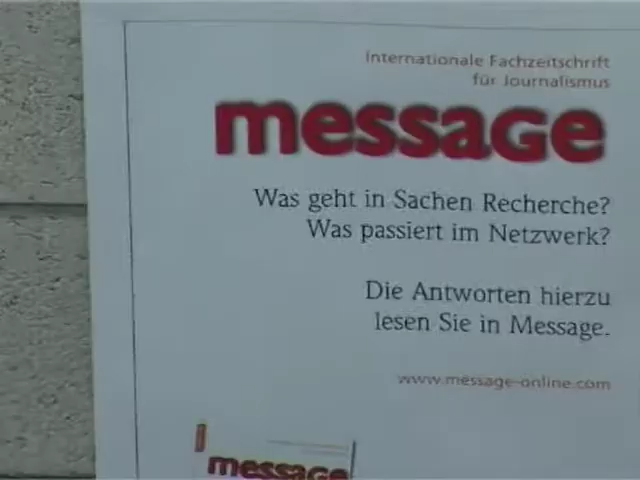 Internationale Fachzeitschrift
für Journalismus
message
Was geht in Sachen Recherche?
Was passiert im Netzwerk?
Die Antworten hierzu
lesen Sie in Message.
www.message-online.com
message